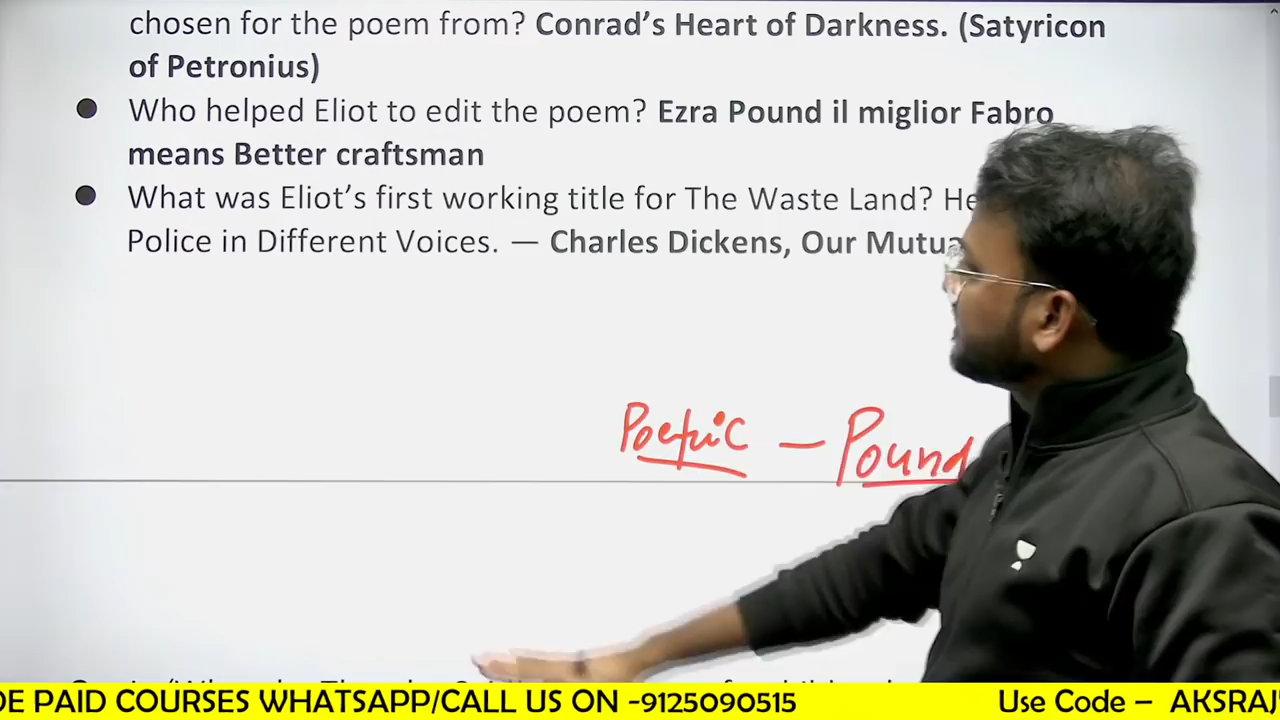 chosen for the poem from? Conrad's Heart of Darkness. (Satyricon
of Petronius)
● Who helped Eliot to edit the poem? Ezra Pound il miglior Fabro
means Better craftsman
● What was Eliot's first working title for The Waste Land? He
Police in Different Voices. — Charles Dickens, Our Mutua
Poetric — Pound
DE PAID COURSES WHATSAPP/CALL US ON -9125090515 Use Code – AKSRAJ